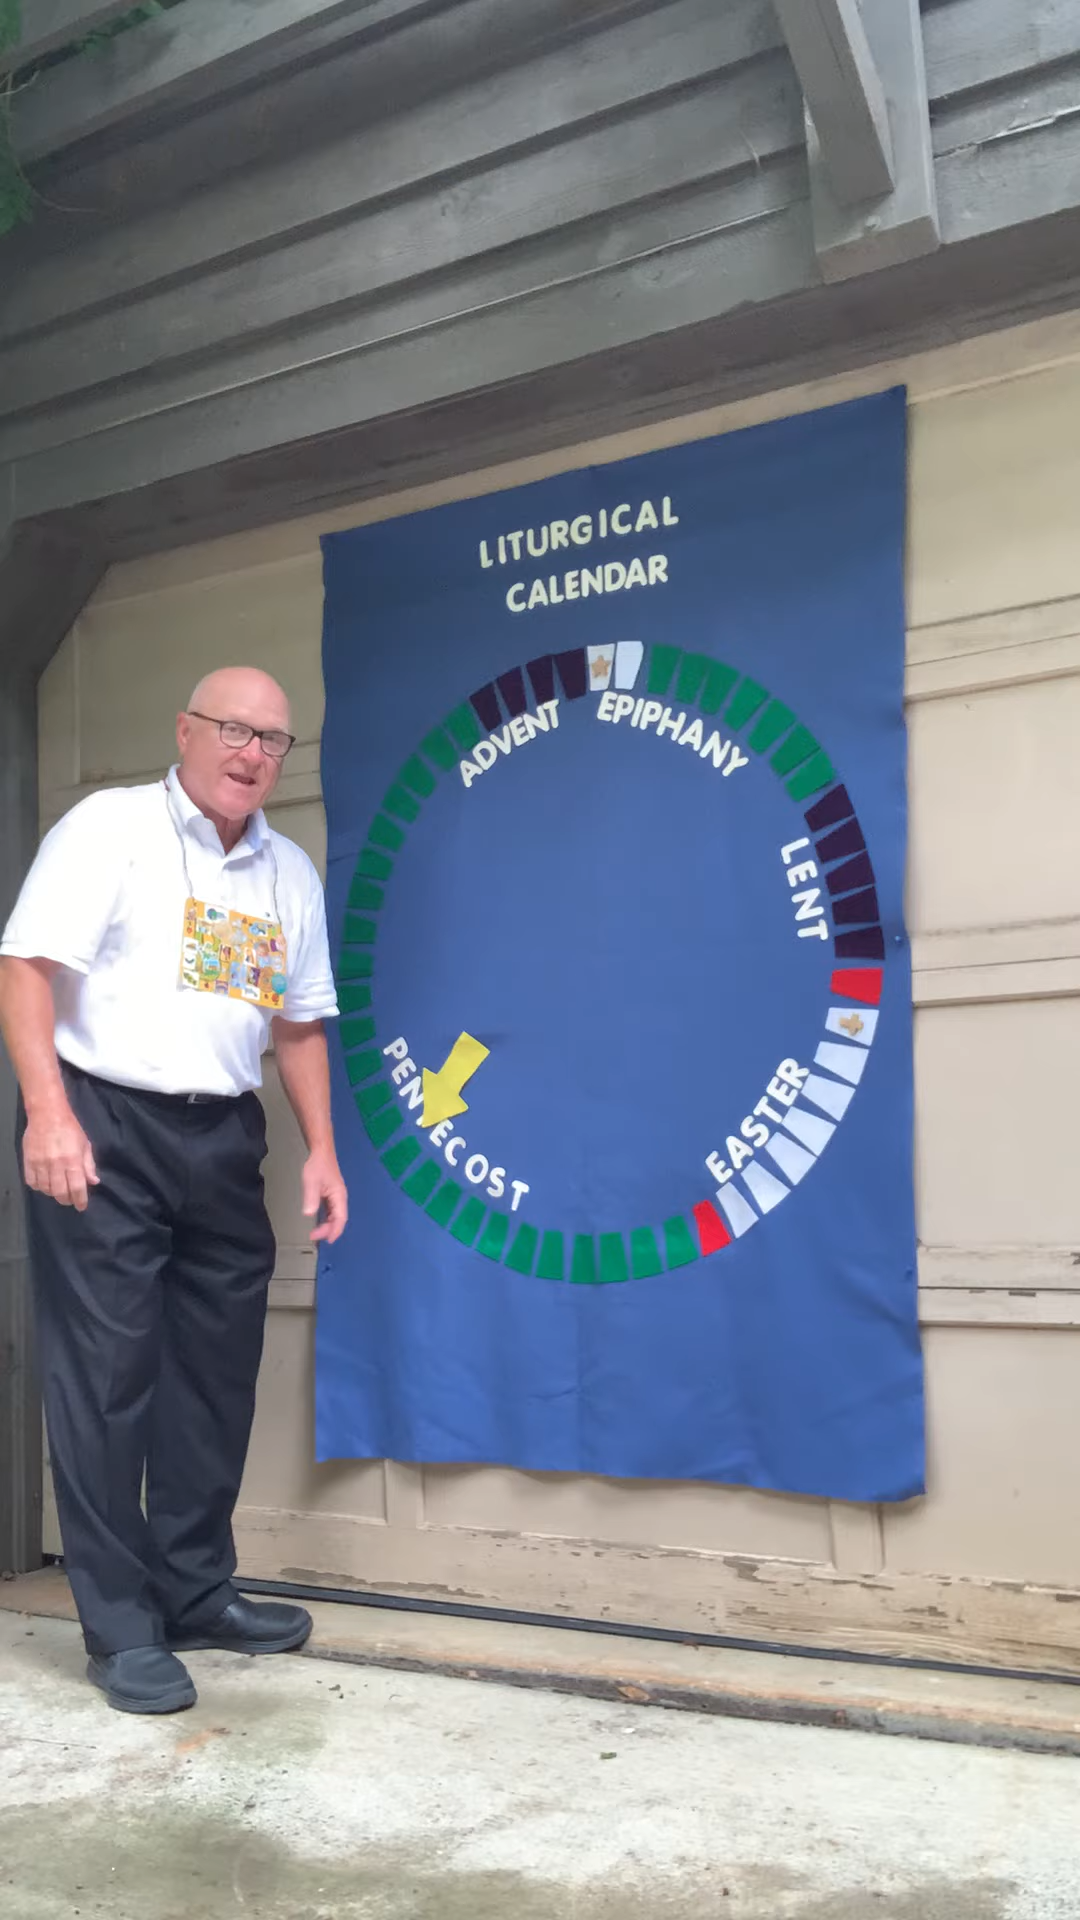 LITURGICAL
CALENDAR
ADVENT
EPIPHANY
LENT
EASTER
PENTECOST